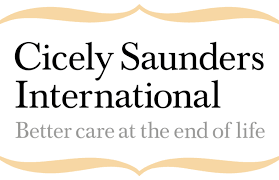 Cicely Saunders
International
Better care at the end of life